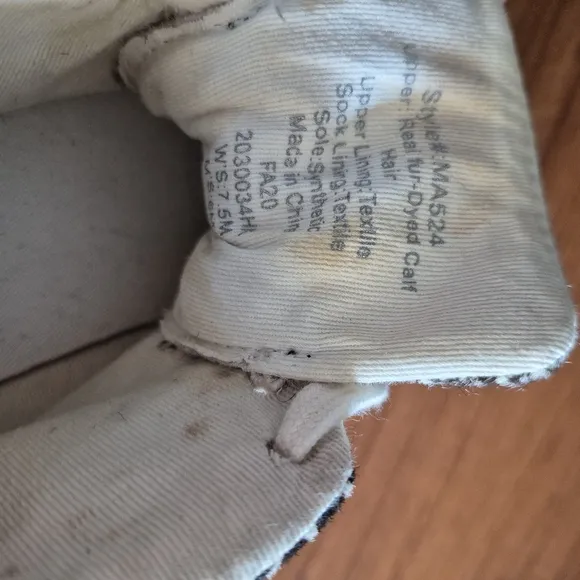 Style#:MA524
Upper: Real fur-Dyed Calf
Hair
Upper Lining:Textile
Sock Lining:Textile
Sole:Synthetic
Made in Chin
FA20
2030034H
W'S:7.5M